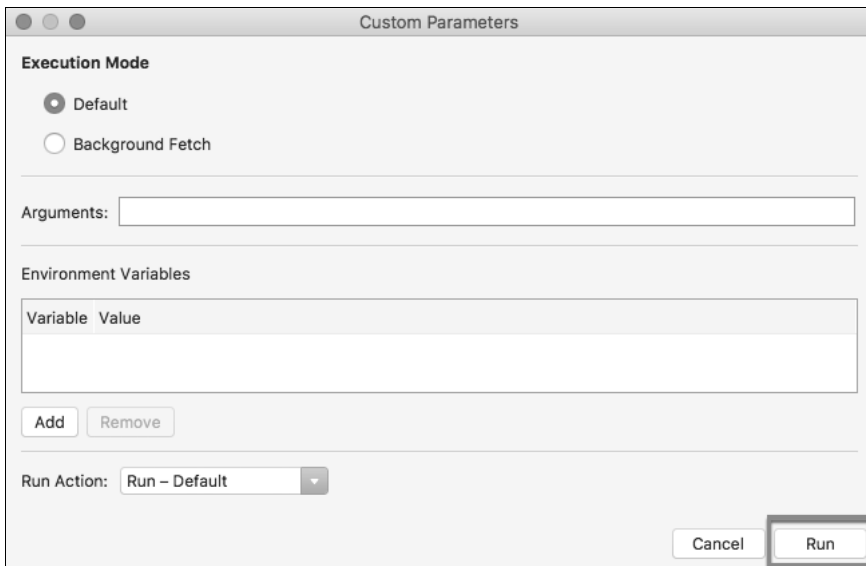 Custom Parameters
Execution Mode
Default
Background Fetch
Arguments:
Environment Variables
Variable Value
Add Remove
Run Action: Run – Default
Cancel Run